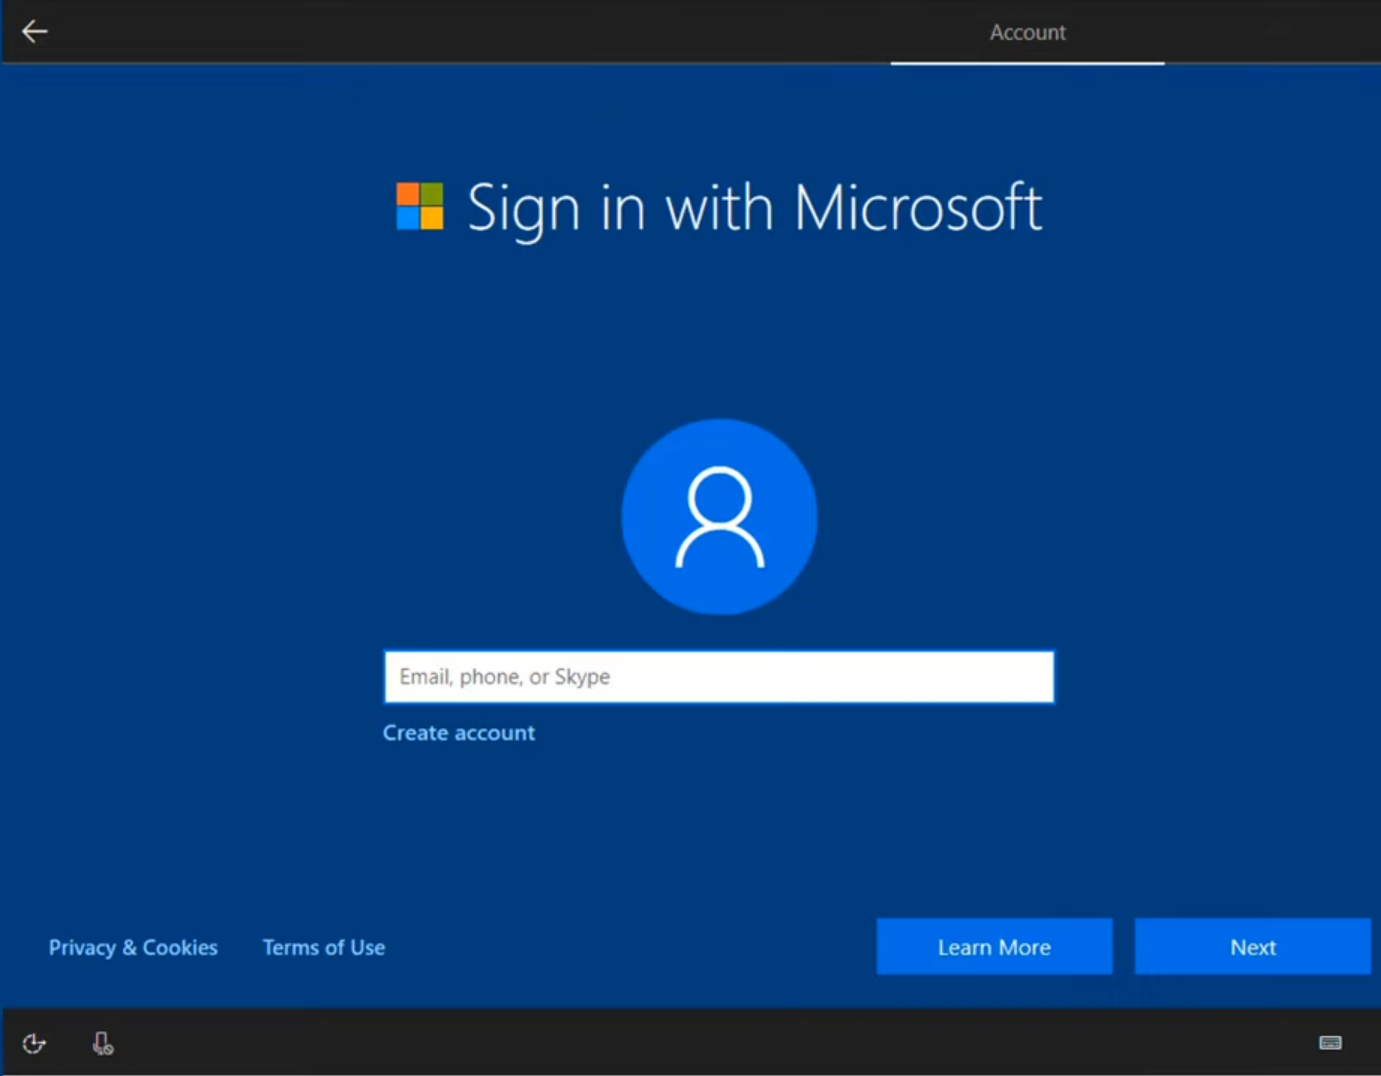 Account
Sign in with Microsoft
Email, phone, or Skype
Create account
Privacy & Cookies
Terms of Use
Learn More
Next